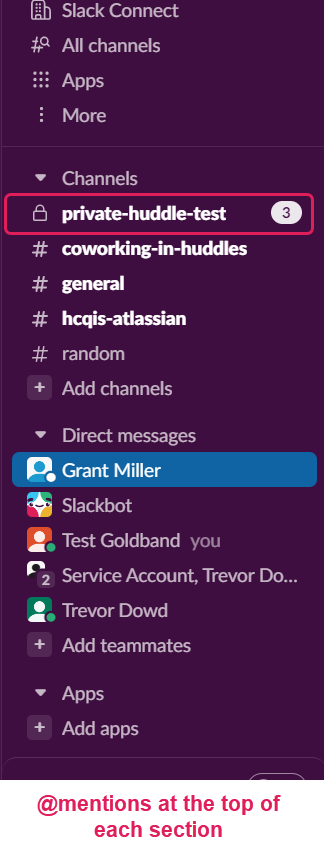 Slack Connect
All channels
Apps
More
Channels
private-huddle-test 3
# coworking-in-huddles
# general
# hcqis-atlassian
# random
+ Add channels
Direct messages
Grant Miller
Slackbot
Test Goldband you
2 Service Account, Trevor Do...
Trevor Dowd
+ Add teammates
Apps
+ Add apps
@mentions at the top of
each section